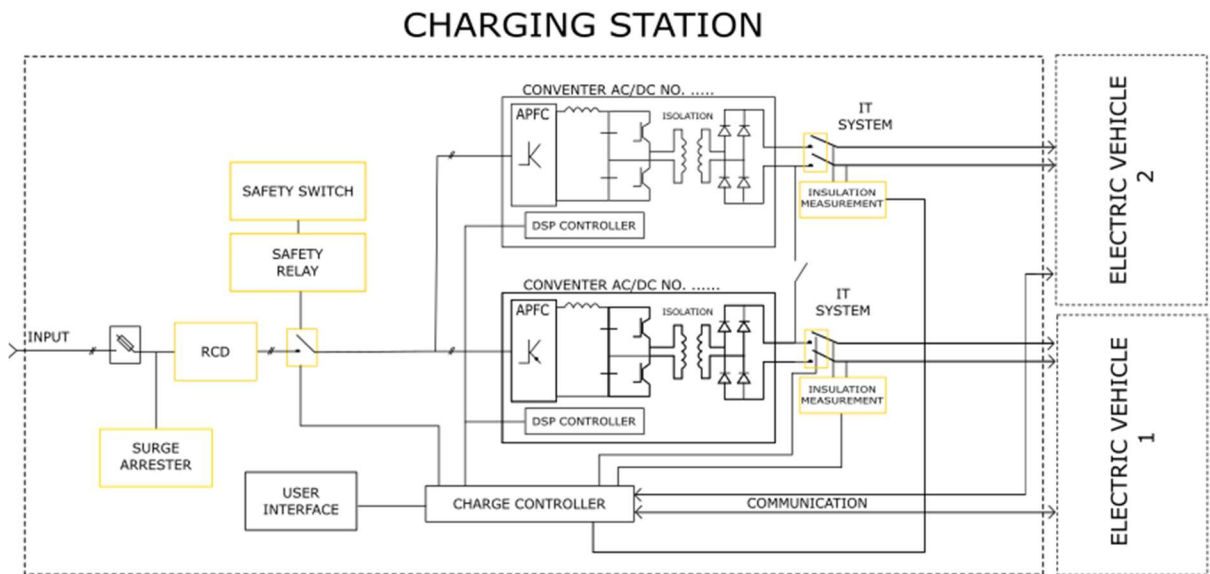 CHARGING STATION
CONVENTER AC/DC NO. .....
APFC
ISOLATION
IT
SYSTEM
INSULATION
MEASUREMENT
DSP CONTROLLER
ELECTRIC VEHICLE
2
SAFETY SWITCH
SAFETY
RELAY
CONVENTER AC/DC NO. ......
APFC
ISOLATION
IT
SYSTEM
INSULATION
MEASUREMENT
DSP CONTROLLER
INPUT
RCD
SURGE
ARRESTER
USER
INTERFACE
CHARGE CONTROLLER
COMMUNICATION
ELECTRIC VEHICLE
1